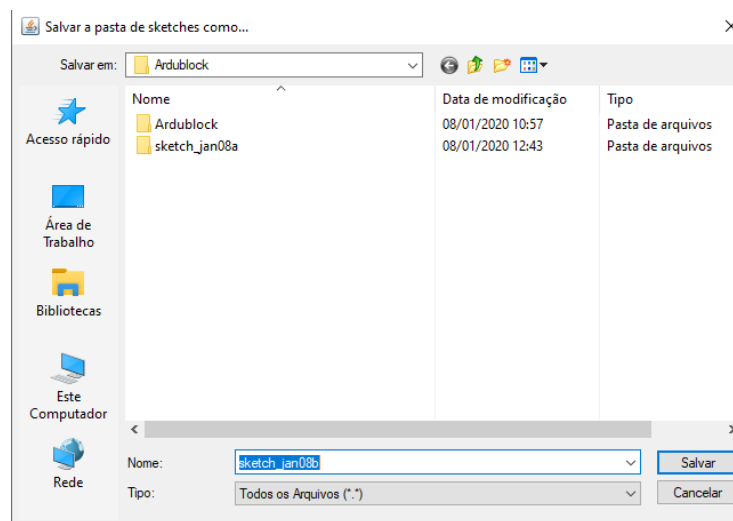 Salvar a pasta de sketches como...
Salvar em: Ardublock
Nome Data de modificação Tipo
Ardublock 08/01/2020 10:57 Pasta de arquivos
sketch_jan08a 08/01/2020 12:43 Pasta de arquivos
Acesso rápido
Área de
Trabalho
Bibliotecas
Este
Computador
Rede
Nome: sketch_jan08b Salvar
Tipo: Todos os Arquivos (*.*) Cancelar